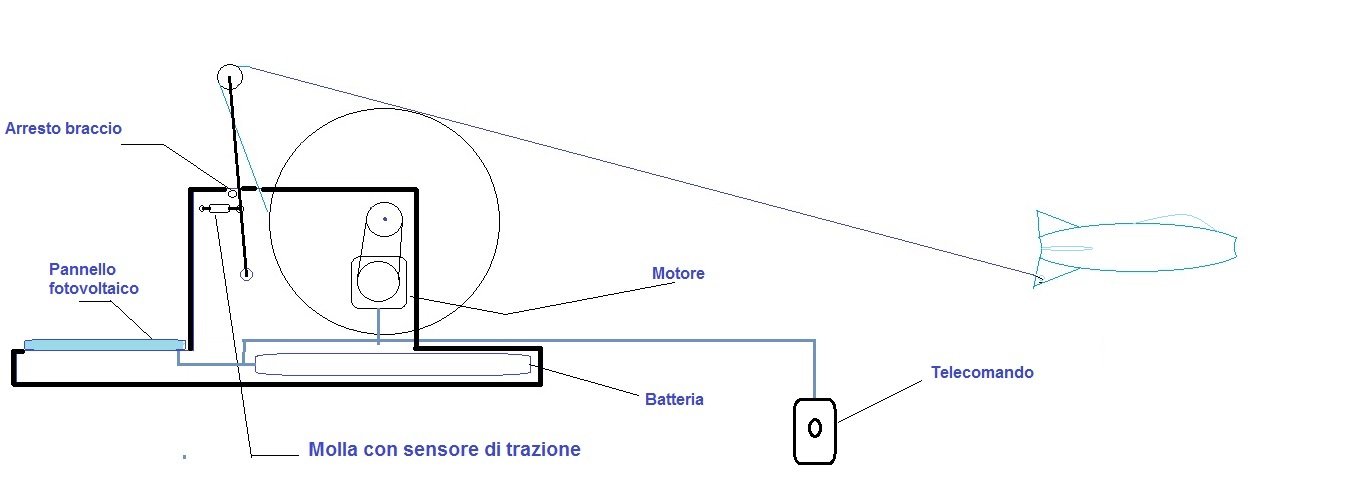 Arresto braccio
Pannello
fotovoltaico
Motore
Telecomando
Batteria
Molla con sensore di trazione